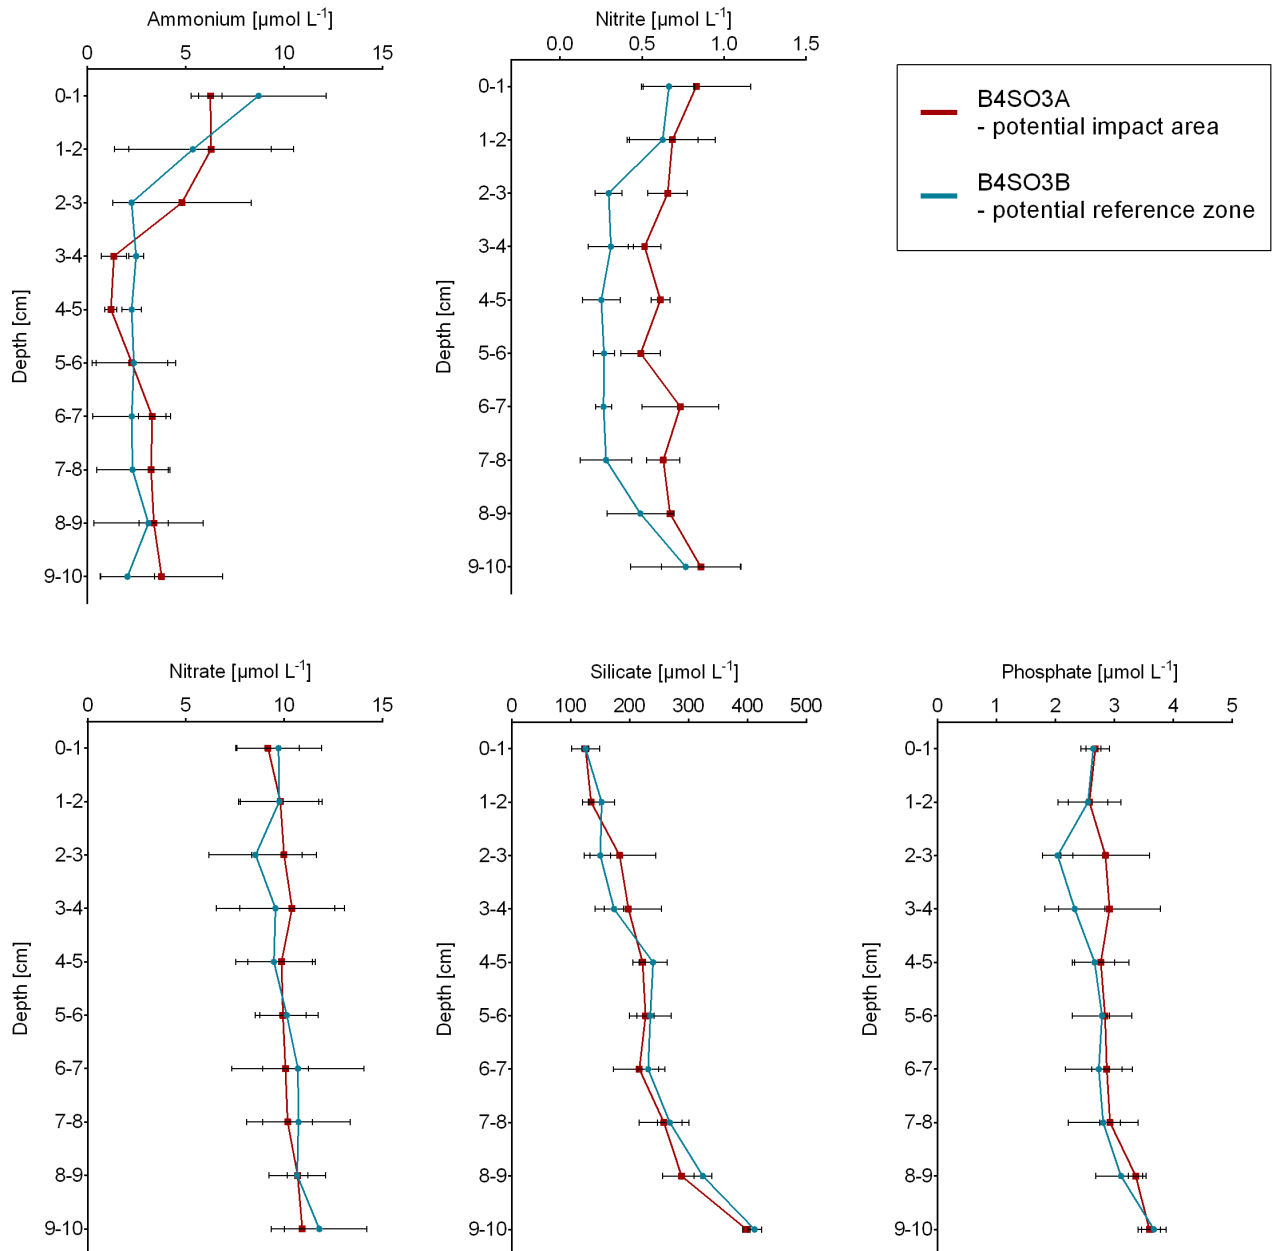 Ammonium [µmol L-1]
0 5 10 15
Depth [cm]
0-1
1-2
2-3
3-4
4-5
5-6
6-7
7-8
8-9
9-10
Nitrite [µmol L-1]
0.0 0.5 1.0 1.5
Depth [cm]
0-1
1-2
2-3
3-4
4-5
5-6
6-7
7-8
8-9
9-10
B4SO3A
- potential impact area
B4SO3B
- potential reference zone
Nitrate [µmol L-1]
0 5 10 15
Depth [cm]
0-1
1-2
2-3
3-4
4-5
5-6
6-7
7-8
8-9
9-10
Silicate [µmol L-1]
0 100 200 300 400 500
Depth [cm]
0-1
1-2
2-3
3-4
4-5
5-6
6-7
7-8
8-9
9-10
Phosphate [µmol L-1]
0 1 2 3 4 5
Depth [cm]
0-1
1-2
2-3
3-4
4-5
5-6
6-7
7-8
8-9
9-10